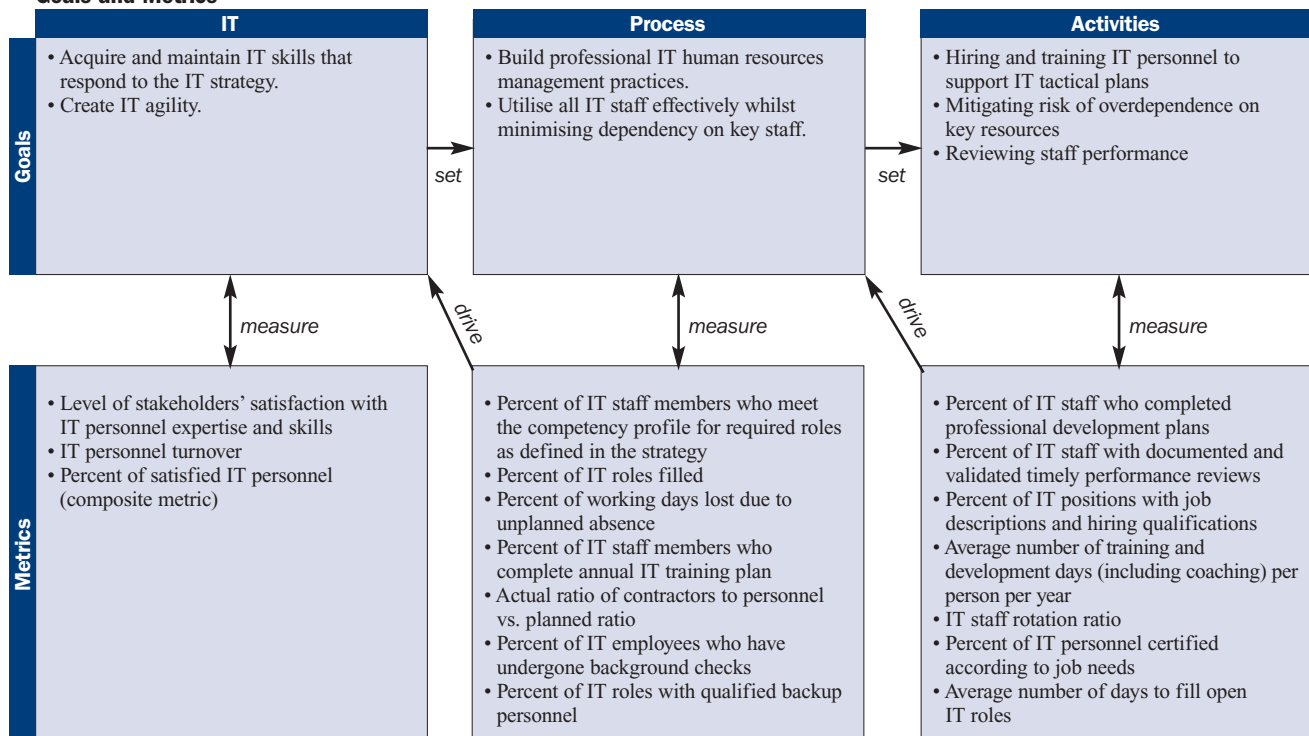 Goals and Metrics
IT
Process
Activities
Goals
• Acquire and maintain IT skills that
respond to the IT strategy.
• Create IT agility.
• Build professional IT human resources
management practices.
• Utilise all IT staff effectively whilst
minimising dependency on key staff.
• Hiring and training IT personnel to
support IT tactical plans
• Mitigating risk of overdependence on
key resources
• Reviewing staff performance
set
set
measure
drive
measure
drive
measure
Metrics
• Level of stakeholders’ satisfaction with
IT personnel expertise and skills
• IT personnel turnover
• Percent of satisfied IT personnel
(composite metric)
• Percent of IT staff members who meet
the competency profile for required roles
as defined in the strategy
• Percent of IT roles filled
• Percent of working days lost due to
unplanned absence
• Percent of IT staff members who
complete annual IT training plan
• Actual ratio of contractors to personnel
vs. planned ratio
• Percent of IT employees who have
undergone background checks
• Percent of IT roles with qualified backup
personnel
• Percent of IT staff who completed
professional development plans
• Percent of IT staff with documented and
validated timely performance reviews
• Percent of IT positions with job
descriptions and hiring qualifications
• Average number of training and
development days (including coaching) per
person per year
• IT staff rotation ratio
• Percent of IT personnel certified
according to job needs
• Average number of days to fill open
IT roles